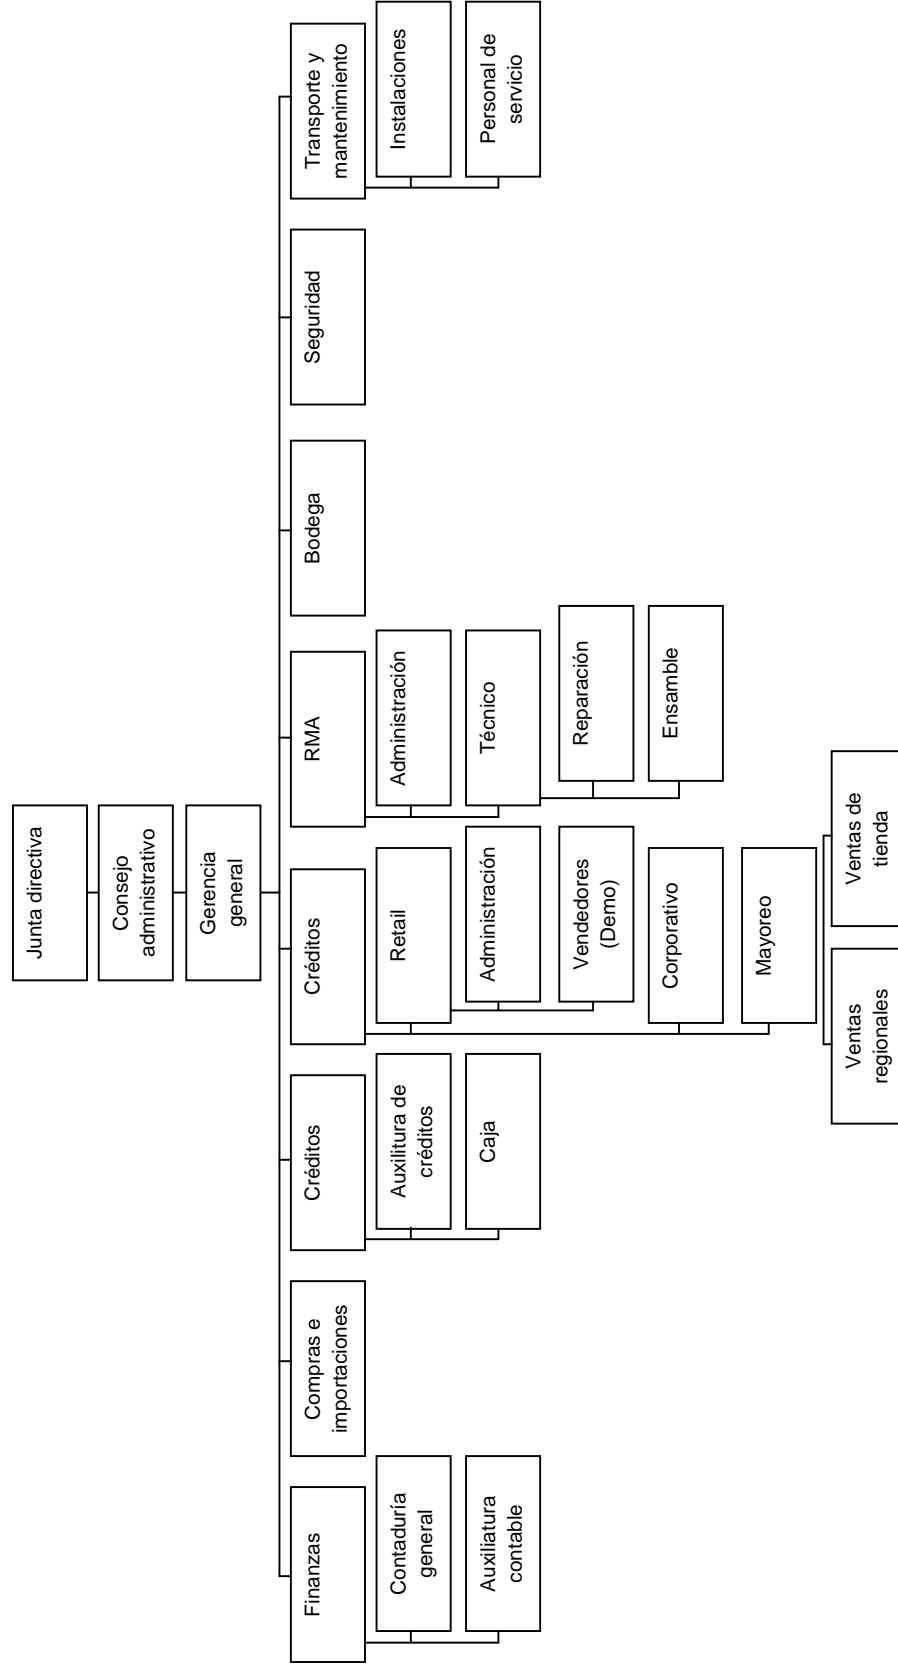 Junta directiva
Consejo
administrativo
Gerencia
general
Finanzas
Compras e
importaciones
Créditos
Créditos
RMA
Bodega
Seguridad
Transporte y
mantenimiento
Contaduría
general
Auxiliatura
contable
Auxilitura de
créditos
Caja
Retail
Administración
Vendedores
(Demo)
Corporativo
Mayoreo
Ventas
regionales
Ventas de
tienda
Administración
Técnico
Reparación
Ensamble
Instalaciones
Personal de
servicio